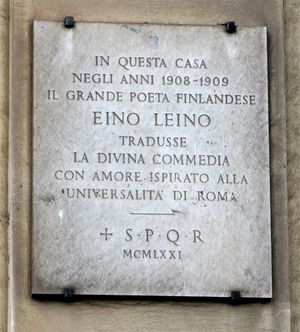 IN QUESTA CASA
NEGLI ANNI 1908-1909
IL GRANDE POETA FINLANDESE
EINO LEINO
TRADUSSE
LA DIVINA COMMEDIA
CON AMORE ISPIRATO ALLA
UNIVERSALITA' DI ROMA
+ S·P·Q·R
MCMLXXI